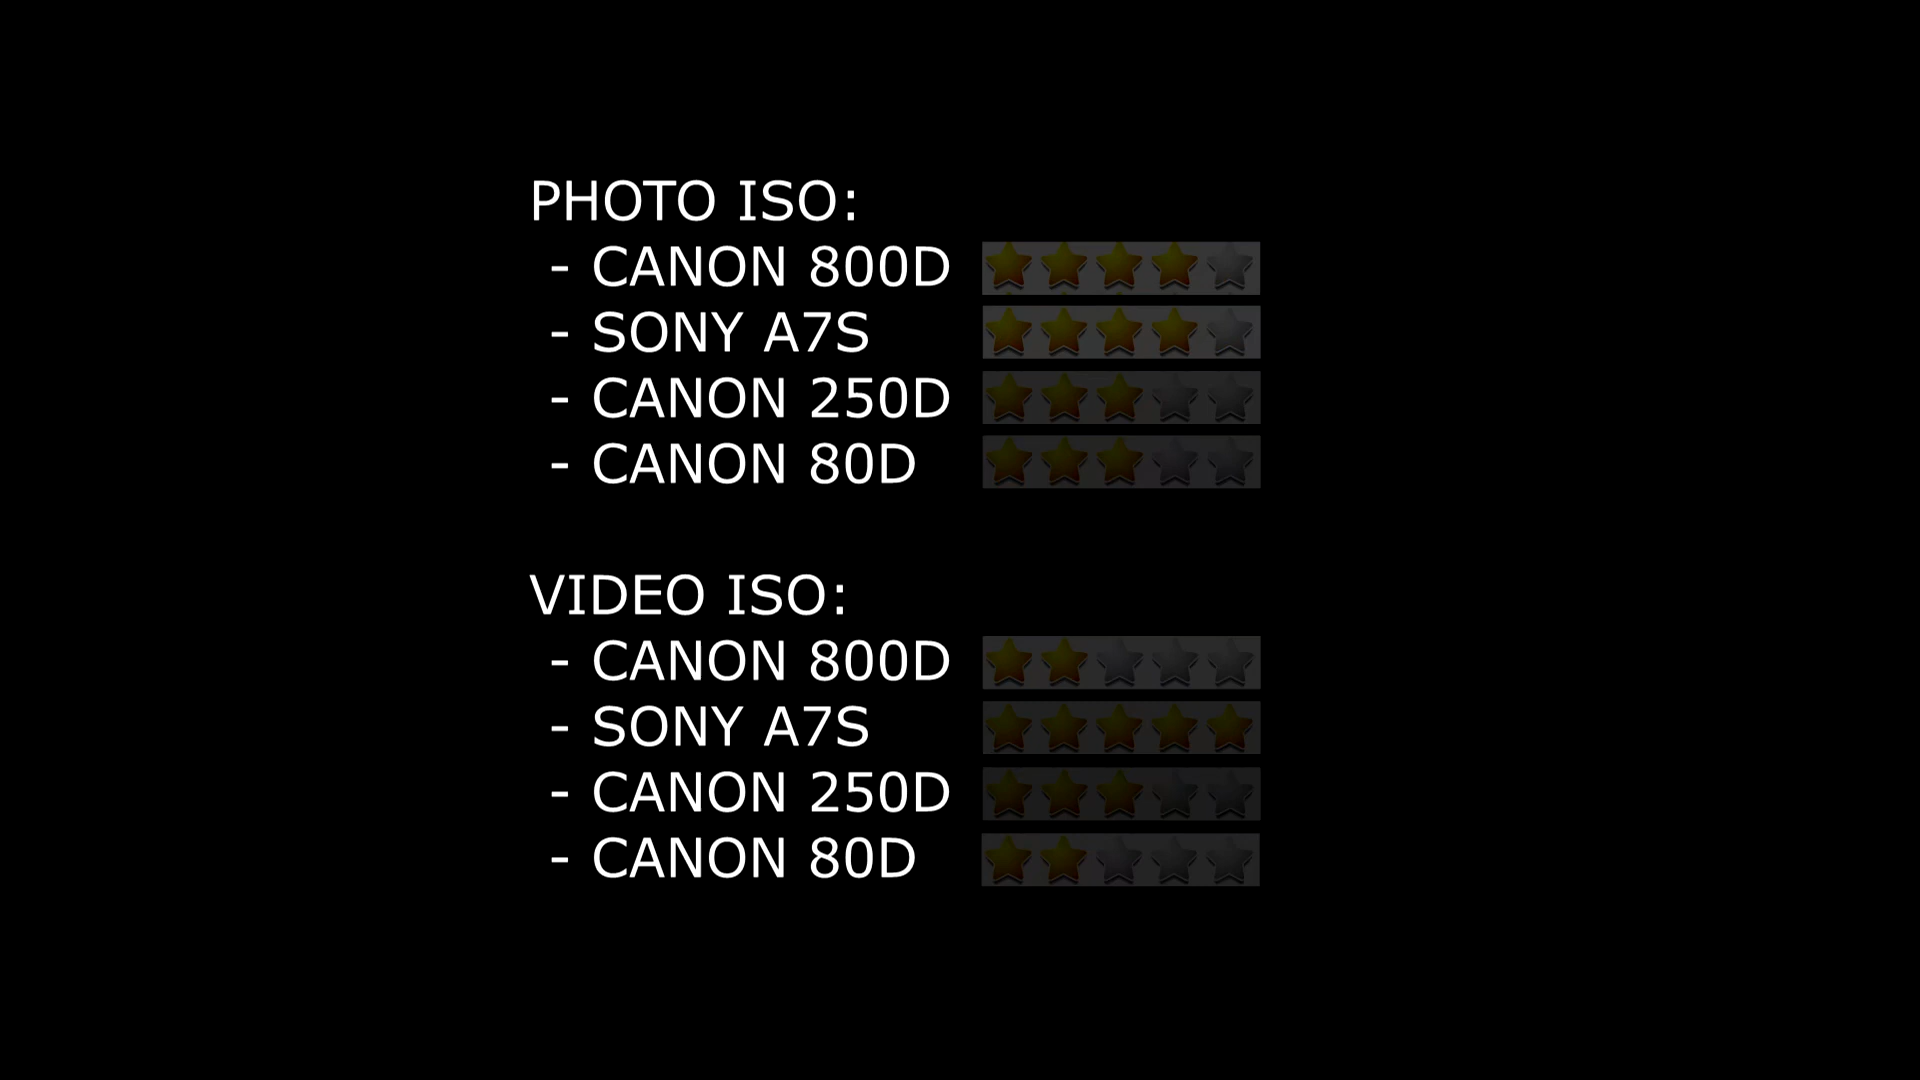 PHOTO ISO:
- CANON 800D
- SONY A7S
- CANON 250D
- CANON 80D
VIDEO ISO:
- CANON 800D
- SONY A7S
- CANON 250D
- CANON 80D